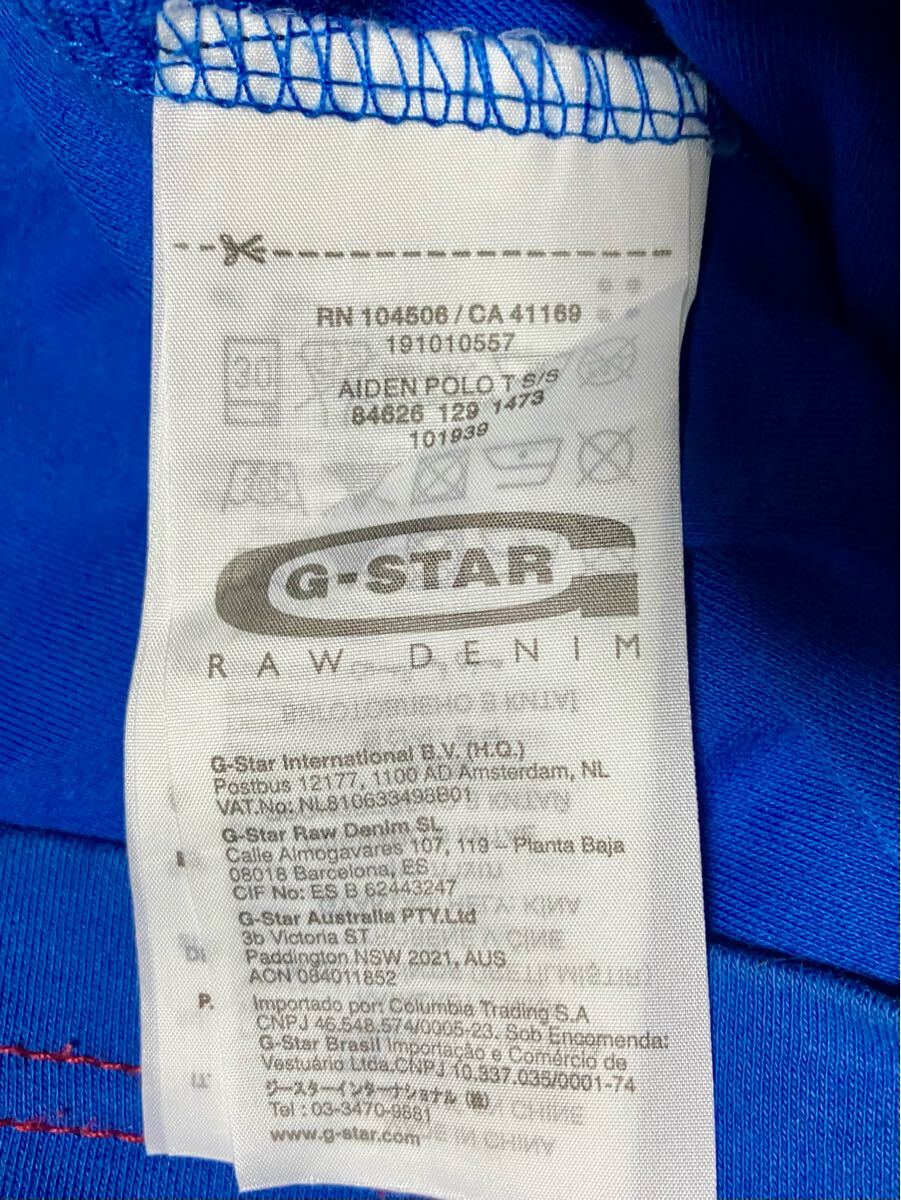 RN 104506 / CA 41169
191010557
AIDEN POLO T S/S
84626 129 1473
101939
G-STAR
RAW DENIM
G-Star International B.V. (H.Q.)
Postbus 12177, 1100 AD Amsterdam, NL
VAT.No: NL810633498B01
G-Star Raw Denim SL
Calle Almogavares 107, 119 – Planta Baja
08018 Barcelona, ES
CIF No: ES B 62443247
G-Star Australia PTY.Ltd
3b Victoria ST
Paddington NSW 2021, AUS
ACN 084011852
P.
Importado por: Columbia Trading S.A
CNPJ 46.548.574/0005-23. Sob Encomenda:
G-Star Brasil Importação e Comércio de
Vestuário Ltda.CNPJ 10.337.035/0001-74
ジースターインターナショナル (株)
Tel : 03-3470-9881
www.g-star.com